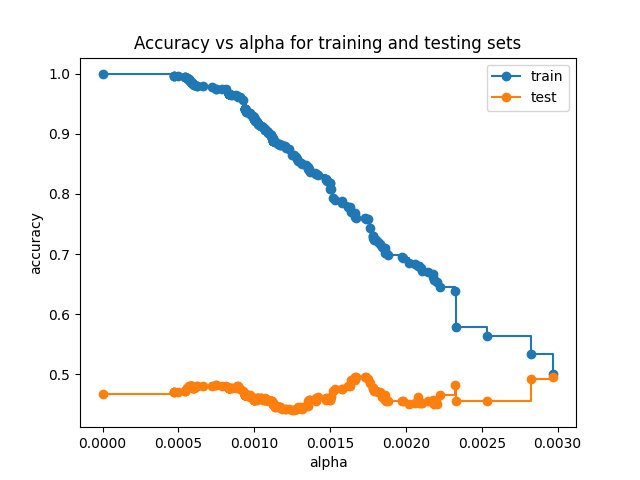 Accuracy vs alpha for training and testing sets
train
test
1.0
0.9
0.8
0.7
0.6
0.5
accuracy
0.0000 0.0005 0.0010 0.0015 0.0020 0.0025 0.0030
alpha